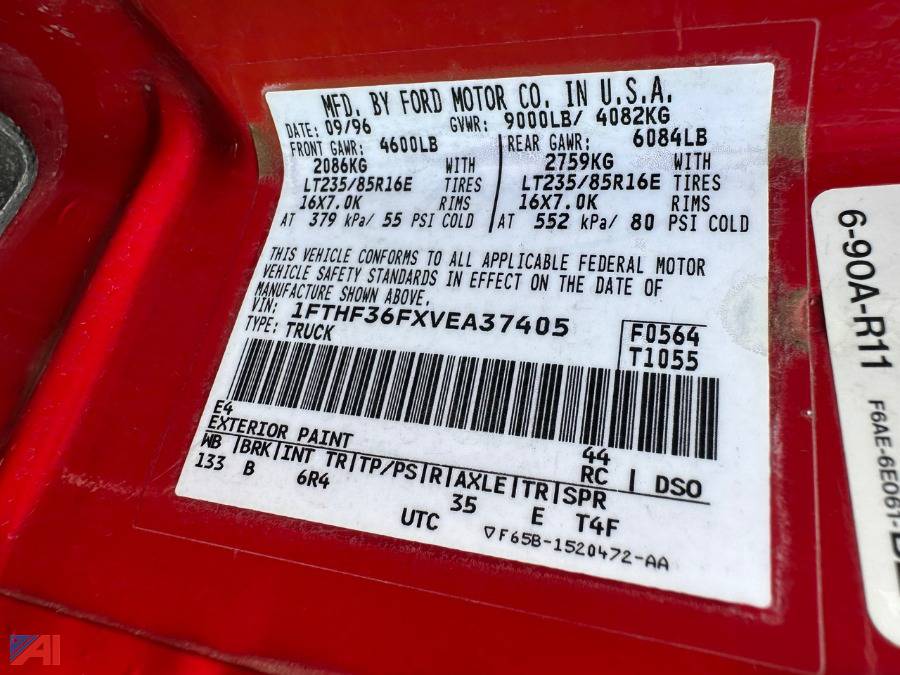 MFD. BY FORD MOTOR CO. IN U.S.A.
DATE: 09/96 GVWR: 9000LB/ 4082KG
FRONT GAWR: 4600LB REAR GAWR: 6084LB
2086KG WITH 2759KG WITH
LT235/85R16E TIRES LT235/85R16E TIRES
16X7.0K RIMS 16X7.0K RIMS
AT 379 kPa/ 55 PSI COLD AT 552 kPa/ 80 PSI COLD
THIS VEHICLE CONFORMS TO ALL APPLICABLE FEDERAL MOTOR
VEHICLE SAFETY STANDARDS IN EFFECT ON THE DATE OF
MANUFACTURE SHOWN ABOVE.
VIN: 1FTHF36FXVEA37405 F0564
TYPE: TRUCK T1055
E4
EXTERIOR PAINT 44
WB |BRK|INT TR|TP/PS|R|AXLE|TR|SPR RC | DSO
133 B 6R4 35 E T4F
UTC ▽F65B-1520472-AA
6-90A-R11
F6AE-6E061-
AI